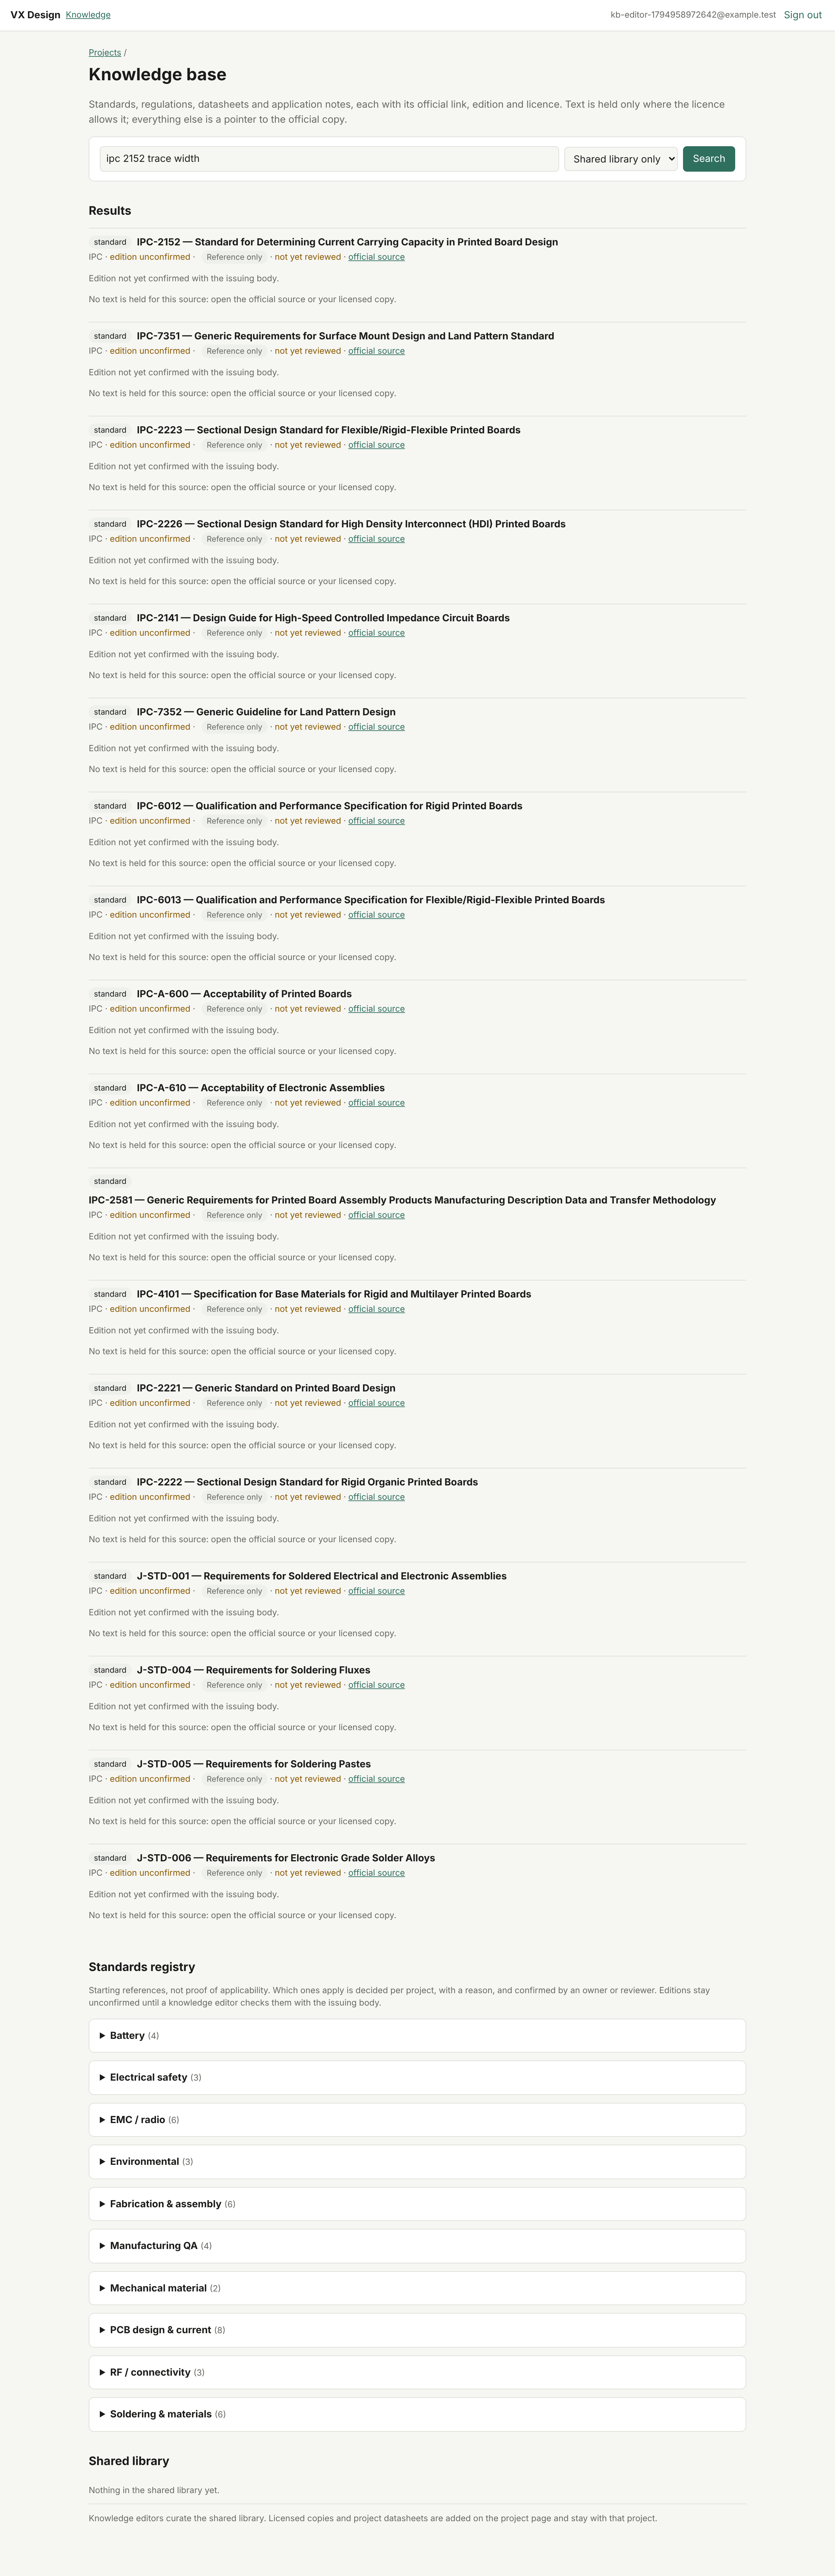 VX Design Knowledge
kb-editor-1794958972642@example.test Sign out
Projects /
Knowledge base
Standards, regulations, datasheets and application notes, each with its official link, edition and licence. Text is held only where the licence
allows it; everything else is a pointer to the official copy.
ipc 2152 trace width
Shared library only
Search
Results
standard IPC-2152 — Standard for Determining Current Carrying Capacity in Printed Board Design
IPC · edition unconfirmed · Reference only · not yet reviewed · official source
Edition not yet confirmed with the issuing body.
No text is held for this source: open the official source or your licensed copy.
standard IPC-7351 — Generic Requirements for Surface Mount Design and Land Pattern Standard
IPC · edition unconfirmed · Reference only · not yet reviewed · official source
Edition not yet confirmed with the issuing body.
No text is held for this source: open the official source or your licensed copy.
standard IPC-2223 — Sectional Design Standard for Flexible/Rigid-Flexible Printed Boards
IPC · edition unconfirmed · Reference only · not yet reviewed · official source
Edition not yet confirmed with the issuing body.
No text is held for this source: open the official source or your licensed copy.
standard IPC-2226 — Sectional Design Standard for High Density Interconnect (HDI) Printed Boards
IPC · edition unconfirmed · Reference only · not yet reviewed · official source
Edition not yet confirmed with the issuing body.
No text is held for this source: open the official source or your licensed copy.
standard IPC-2141 — Design Guide for High-Speed Controlled Impedance Circuit Boards
IPC · edition unconfirmed · Reference only · not yet reviewed · official source
Edition not yet confirmed with the issuing body.
No text is held for this source: open the official source or your licensed copy.
standard IPC-7352 — Generic Guideline for Land Pattern Design
IPC · edition unconfirmed · Reference only · not yet reviewed · official source
Edition not yet confirmed with the issuing body.
No text is held for this source: open the official source or your licensed copy.
standard IPC-6012 — Qualification and Performance Specification for Rigid Printed Boards
IPC · edition unconfirmed · Reference only · not yet reviewed · official source
Edition not yet confirmed with the issuing body.
No text is held for this source: open the official source or your licensed copy.
standard IPC-6013 — Qualification and Performance Specification for Flexible/Rigid-Flexible Printed Boards
IPC · edition unconfirmed · Reference only · not yet reviewed · official source
Edition not yet confirmed with the issuing body.
No text is held for this source: open the official source or your licensed copy.
standard IPC-A-600 — Acceptability of Printed Boards
IPC · edition unconfirmed · Reference only · not yet reviewed · official source
Edition not yet confirmed with the issuing body.
No text is held for this source: open the official source or your licensed copy.
standard IPC-A-610 — Acceptability of Electronic Assemblies
IPC · edition unconfirmed · Reference only · not yet reviewed · official source
Edition not yet confirmed with the issuing body.
No text is held for this source: open the official source or your licensed copy.
standard
IPC-2581 — Generic Requirements for Printed Board Assembly Products Manufacturing Description Data and Transfer Methodology
IPC · edition unconfirmed · Reference only · not yet reviewed · official source
Edition not yet confirmed with the issuing body.
No text is held for this source: open the official source or your licensed copy.
standard IPC-4101 — Specification for Base Materials for Rigid and Multilayer Printed Boards
IPC · edition unconfirmed · Reference only · not yet reviewed · official source
Edition not yet confirmed with the issuing body.
No text is held for this source: open the official source or your licensed copy.
standard IPC-2221 — Generic Standard on Printed Board Design
IPC · edition unconfirmed · Reference only · not yet reviewed · official source
Edition not yet confirmed with the issuing body.
No text is held for this source: open the official source or your licensed copy.
standard IPC-2222 — Sectional Design Standard for Rigid Organic Printed Boards
IPC · edition unconfirmed · Reference only · not yet reviewed · official source
Edition not yet confirmed with the issuing body.
No text is held for this source: open the official source or your licensed copy.
standard J-STD-001 — Requirements for Soldered Electrical and Electronic Assemblies
IPC · edition unconfirmed · Reference only · not yet reviewed · official source
Edition not yet confirmed with the issuing body.
No text is held for this source: open the official source or your licensed copy.
standard J-STD-004 — Requirements for Soldering Fluxes
IPC · edition unconfirmed · Reference only · not yet reviewed · official source
Edition not yet confirmed with the issuing body.
No text is held for this source: open the official source or your licensed copy.
standard J-STD-005 — Requirements for Soldering Pastes
IPC · edition unconfirmed · Reference only · not yet reviewed · official source
Edition not yet confirmed with the issuing body.
No text is held for this source: open the official source or your licensed copy.
standard J-STD-006 — Requirements for Electronic Grade Solder Alloys
IPC · edition unconfirmed · Reference only · not yet reviewed · official source
Edition not yet confirmed with the issuing body.
No text is held for this source: open the official source or your licensed copy.
Standards registry
Starting references, not proof of applicability. Which ones apply is decided per project, with a reason, and confirmed by an owner or reviewer. Editions stay
unconfirmed until a knowledge editor checks them with the issuing body.
Battery (4)
Electrical safety (3)
EMC / radio (6)
Environmental (3)
Fabrication & assembly (6)
Manufacturing QA (4)
Mechanical material (2)
PCB design & current (8)
RF / connectivity (3)
Soldering & materials (6)
Shared library
Nothing in the shared library yet.
Knowledge editors curate the shared library. Licensed copies and project datasheets are added on the project page and stay with that project.